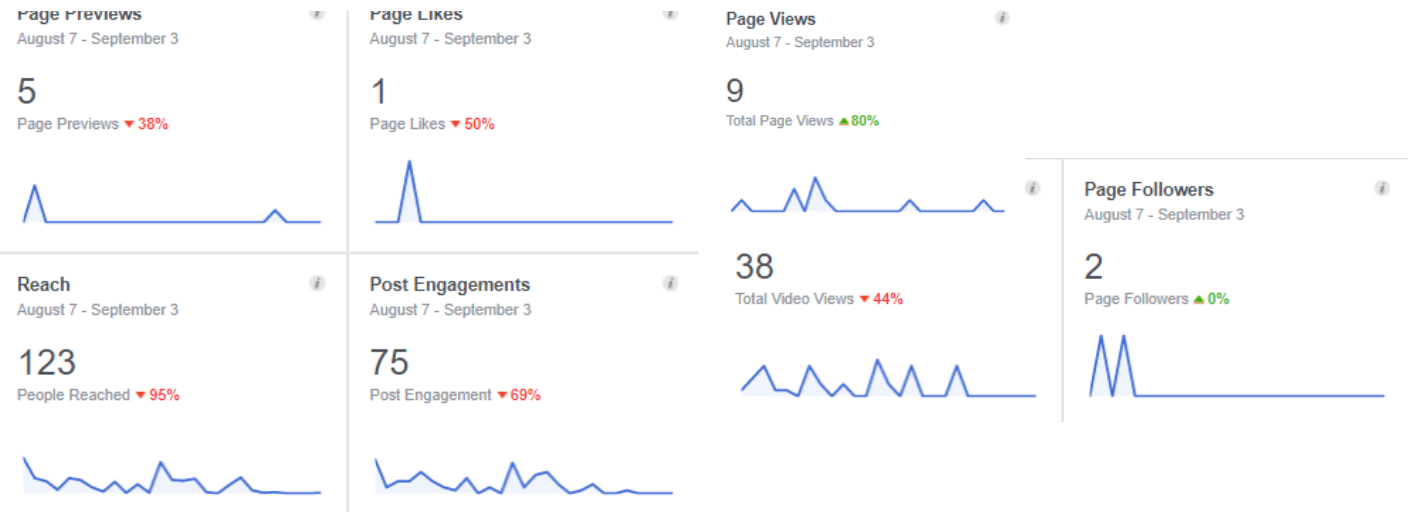 Page Previews
August 7 - September 3
5
Page Previews ▼ 38%
Page Likes
August 7 - September 3
1
Page Likes ▼ 50%
Page Views
August 7 - September 3
9
Total Page Views ▲ 80%
Reach
August 7 - September 3
123
People Reached ▼ 95%
Post Engagements
August 7 - September 3
75
Post Engagement ▼ 69%
38
Total Video Views ▼ 44%
Page Followers
August 7 - September 3
2
Page Followers ▲ 0%